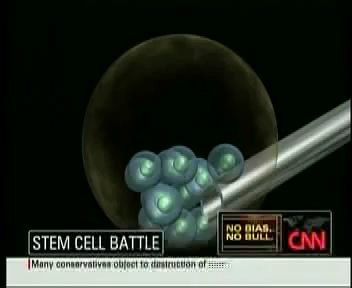 NO BIAS.
NO BULL.
CNN
STEM CELL BATTLE
Many conservatives object to destruction of